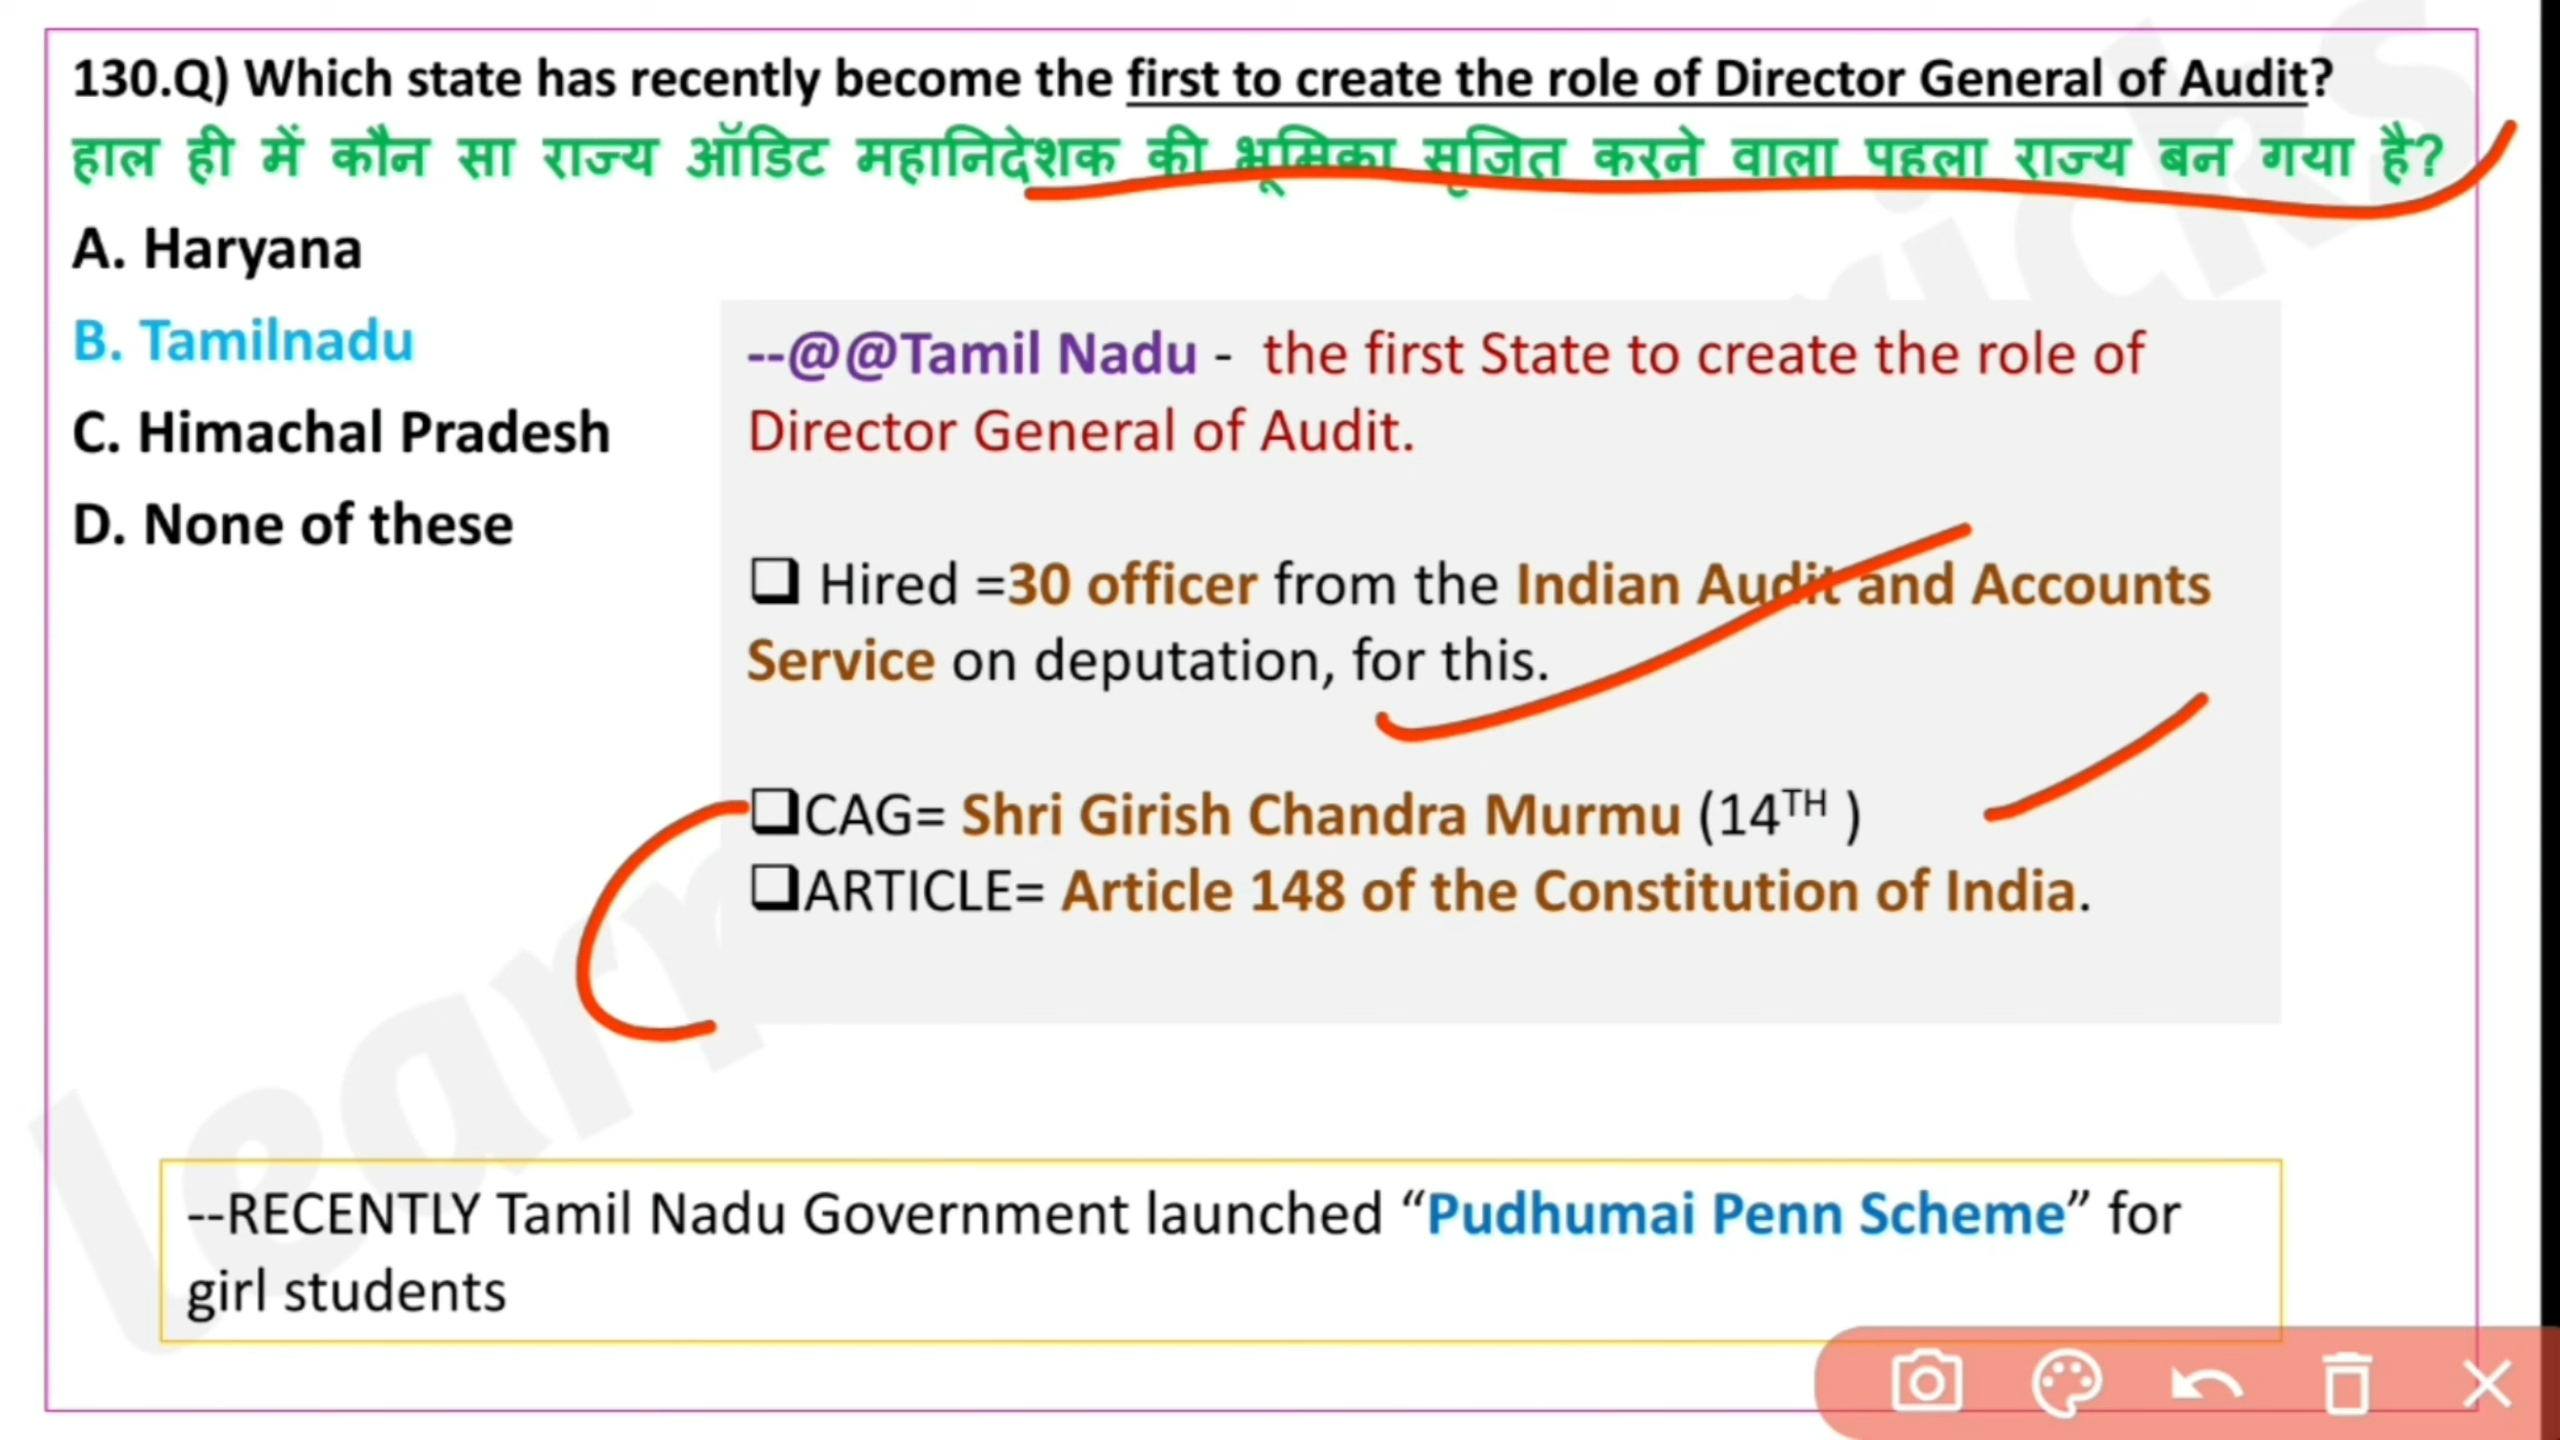 130.Q) Which state has recently become the first to create the role of Director General of Audit?
हाल ही में कौन सा राज्य ऑडिट महानिदेशक की भूमिका सृजित करने वाला पहला राज्य बन गया है?
A. Haryana
B. Tamilnadu
C. Himachal Pradesh
D. None of these
--@@Tamil Nadu - the first State to create the role of
Director General of Audit.
❑ Hired =30 officer from the Indian Audit and Accounts
Service on deputation, for this.
❑CAG= Shri Girish Chandra Murmu (14TH )
❑ARTICLE= Article 148 of the Constitution of India.
--RECENTLY Tamil Nadu Government launched “Pudhumai Penn Scheme” for
girl students